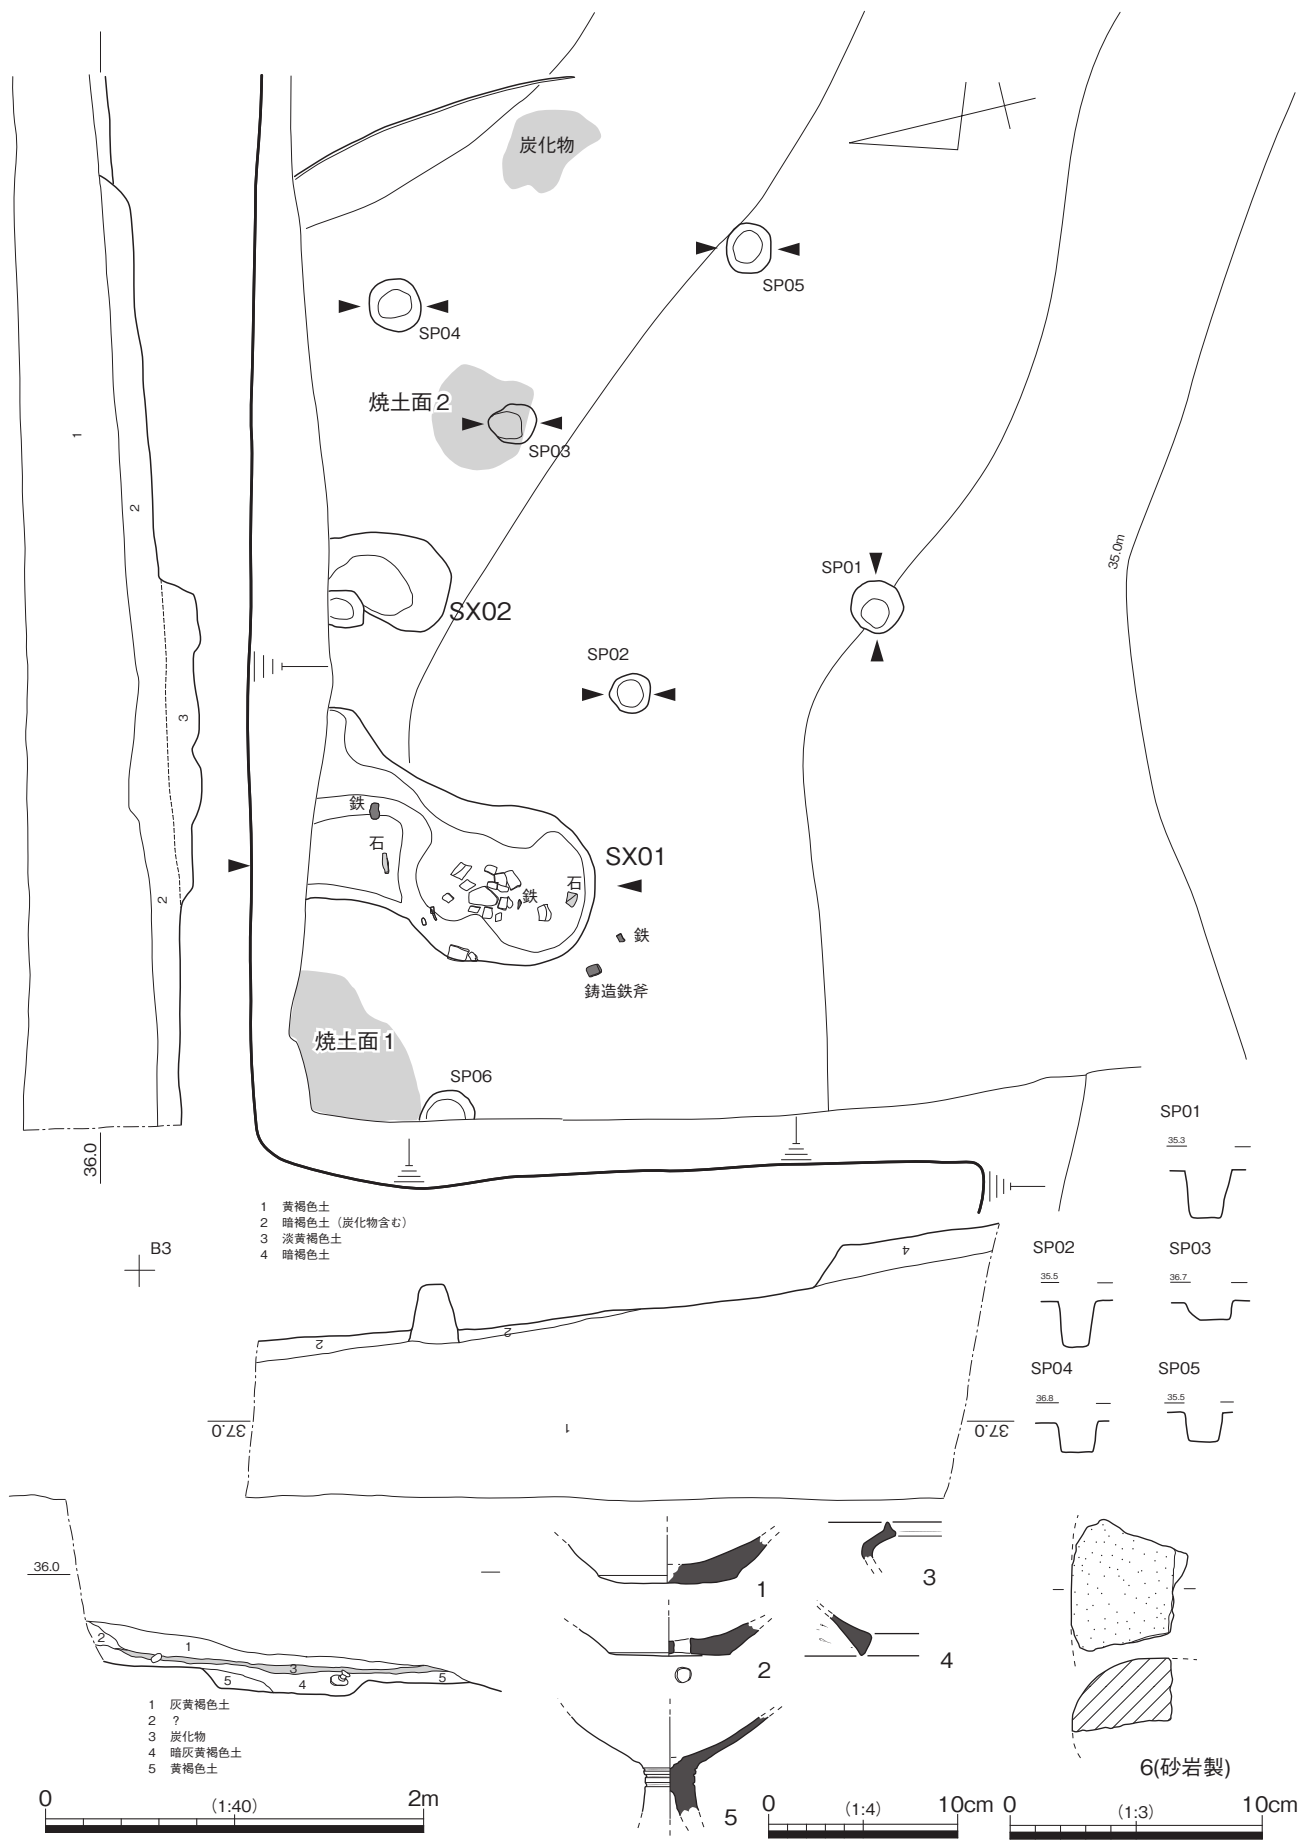 炭化物
SP05
SP04
焼土面2
SP03
1
2
35.0m
SP01
SX02
SP02
3
鉄
石
SX01
石
鉄
2
鉄
鋳造鉄斧
焼土面1
SP06
36.0
SP01
35.3
1 黄褐色土
2 暗褐色土（炭化物含む）
3 淡黄褐色土
4 暗褐色土
B3
SP02
35.5
SP03
36.7
4
2
2
SP04
36.8
SP05
35.5
37.0
1
37.0
36.0
1
3
2
1
3
5
4
5
2
4
1 灰黄褐色土
2 ?
3 炭化物
4 暗灰黄褐色土
5 黄褐色土
6(砂岩製)
5
0 (1:40) 2m
0 (1:4) 10cm
0 (1:3) 10cm